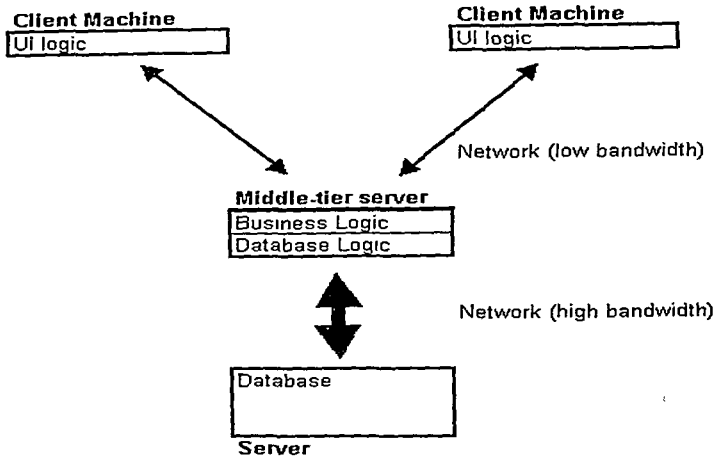 Client Machine
UI logic
Client Machine
UI logic
Network (low bandwidth)
Middle-tier server
Business Logic
Database Logic
Network (high bandwidth)
Database
Server